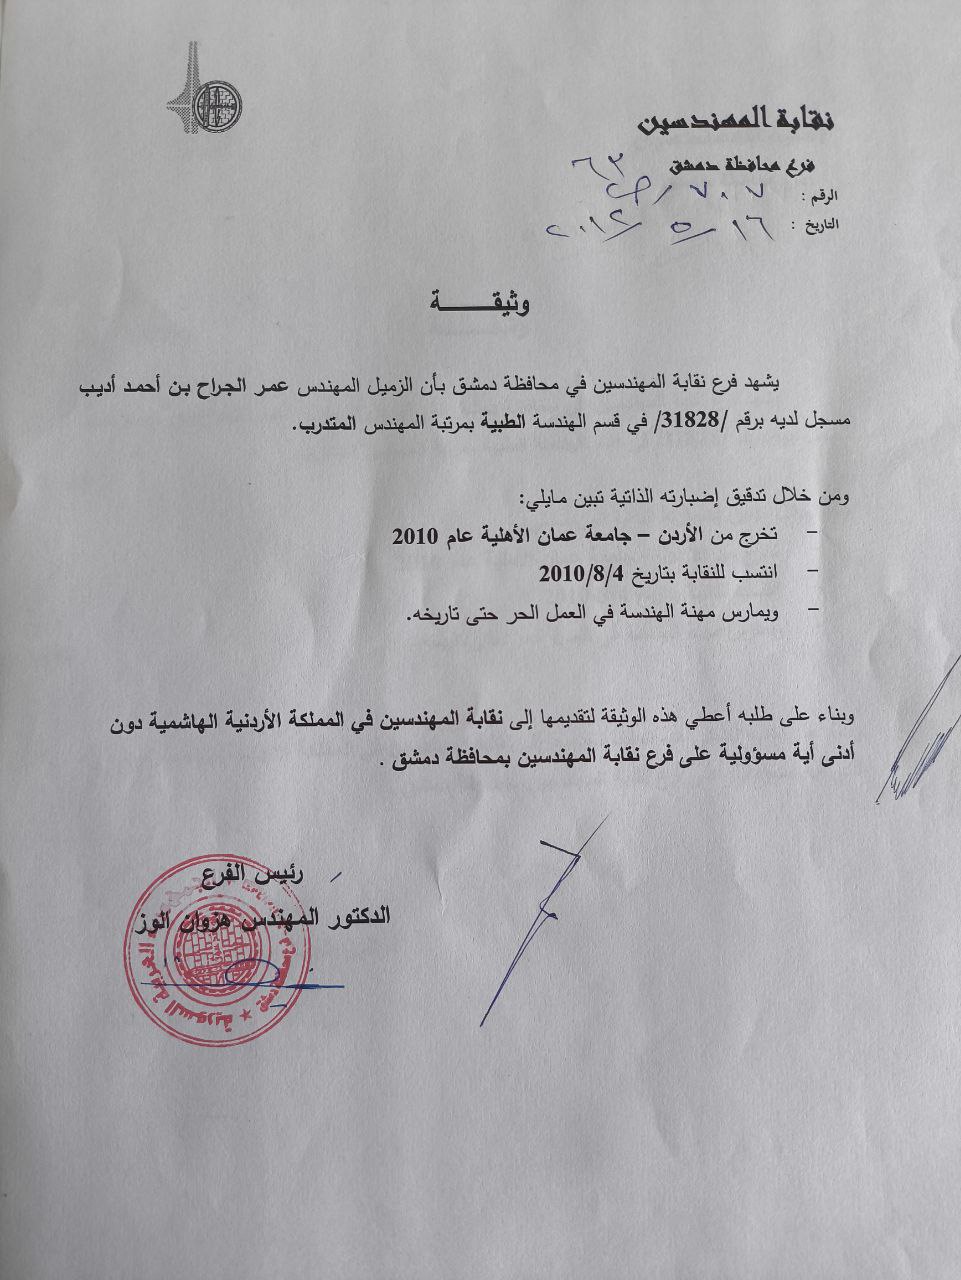 نقابة المهندسين
فرع محافظة دمشق ٦٣
الرقم : ٧٠٧ /ص
التاريخ : ١٦ / ٥ / ٢٠١٢
وثيقـــــة
يشهد فرع نقابة المهندسين في محافظة دمشق بأن الزميل المهندس عمر الجراح بن أحمد أديب
مسجل لديه برقم /31828/ في قسم الهندسة الطبية بمرتبة المهندس المتدرب.
ومن خلال تدقيق إضبارته الذاتية تبين مايلي:
– تخرج من الأردن – جامعة عمان الأهلية عام 2010
– انتسب للنقابة بتاريخ 2010/8/4
– ويمارس مهنة الهندسة في العمل الحر حتى تاريخه.
وبناء على طلبه أعطي هذه الوثيقة لتقديمها إلى نقابة المهندسين في المملكة الأردنية الهاشمية دون
أدنى أية مسؤولية على فرع نقابة المهندسين بمحافظة دمشق .
رئيس الفرع
الدكتور المهندس هزوان الوز
العربية السورية